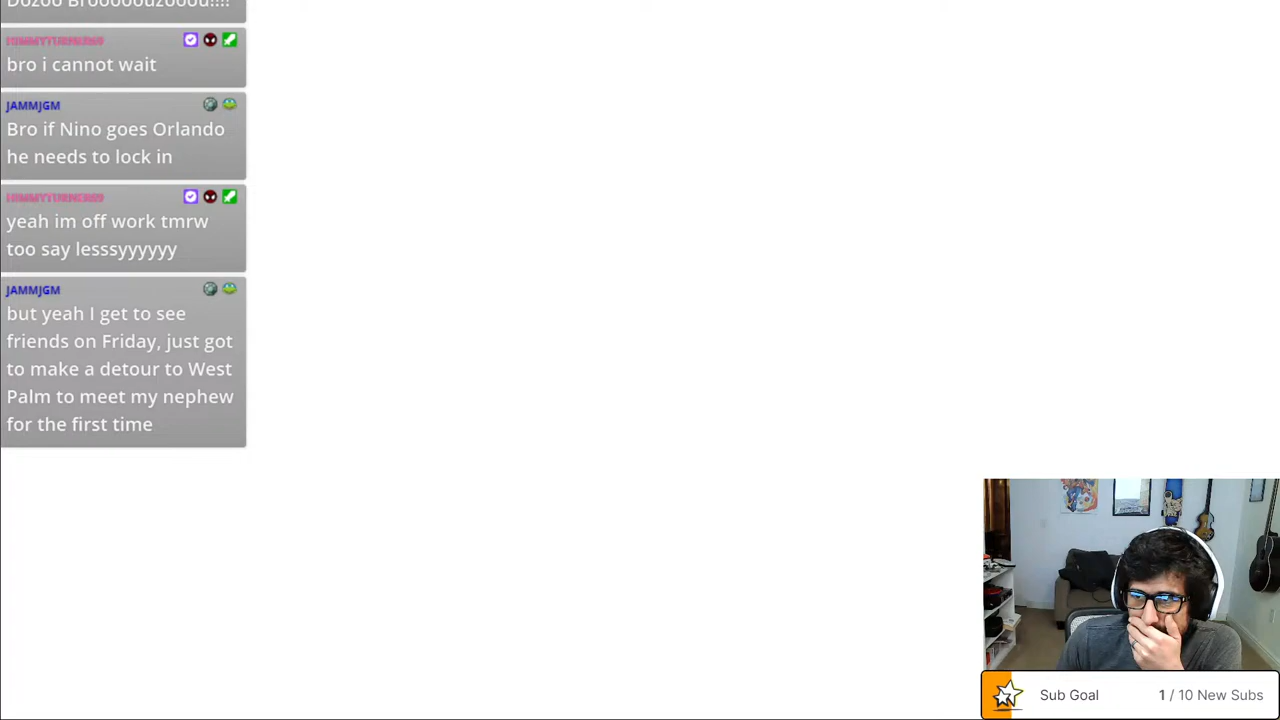 Dozoo Broooouzooou!!!!
bro i cannot wait
JAMMJGM
Bro if Nino goes Orlando
he needs to lock in
yeah im off work tmrw
too say lesssyyyyyy
JAMMJGM
but yeah I get to see
friends on Friday, just got
to make a detour to West
Palm to meet my nephew
for the first time
Sub Goal 1 / 10 New Subs